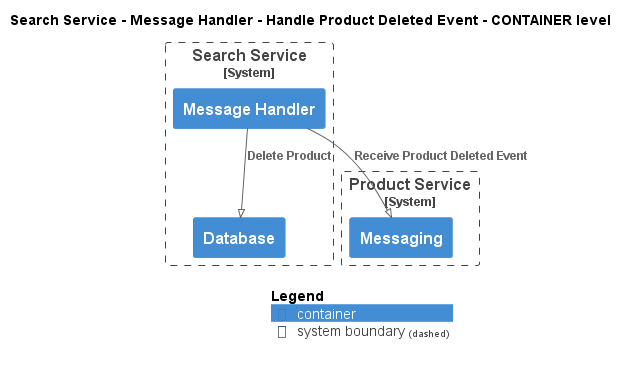 Search Service - Message Handler - Handle Product Deleted Event - CONTAINER level
Search Service
[System]
Message Handler
Delete Product
Receive Product Deleted Event
Product Service
[System]
Database
Messaging
Legend
container
system boundary (dashed)